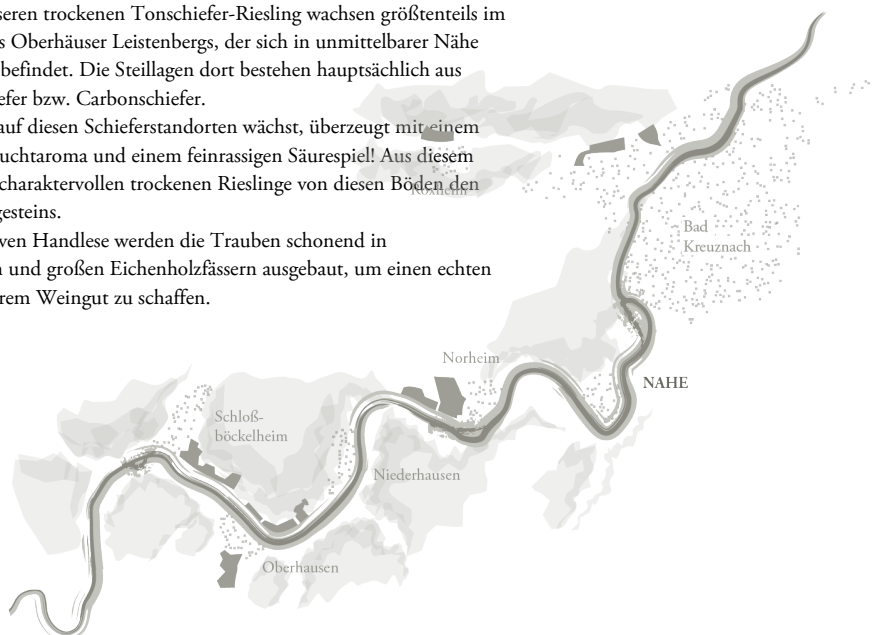 seren trockenen Tonschiefer-Riesling wachsen größtenteils im
s Oberhäuser Leistenbergs, der sich in unmittelbarer Nähe
befindet. Die Steillagen dort bestehen hauptsächlich aus
efer bzw. Carbonschiefer.
auf diesen Schieferstandorten wächst, überzeugt mit einem
uchtaroma und einem feinrassigen Säurespiel! Aus diesem
charaktervollen trockenen Rieslinge von diesen Böden den
gesteins.
ven Handlese werden die Trauben schonend in
n und großen Eichenholzfässern ausgebaut, um einen echten
rem Weingut zu schaffen.
Roxheim
Bad
Kreuznach
Norheim
NAHE
Schloß-
böckelheim
Niederhausen
Oberhausen